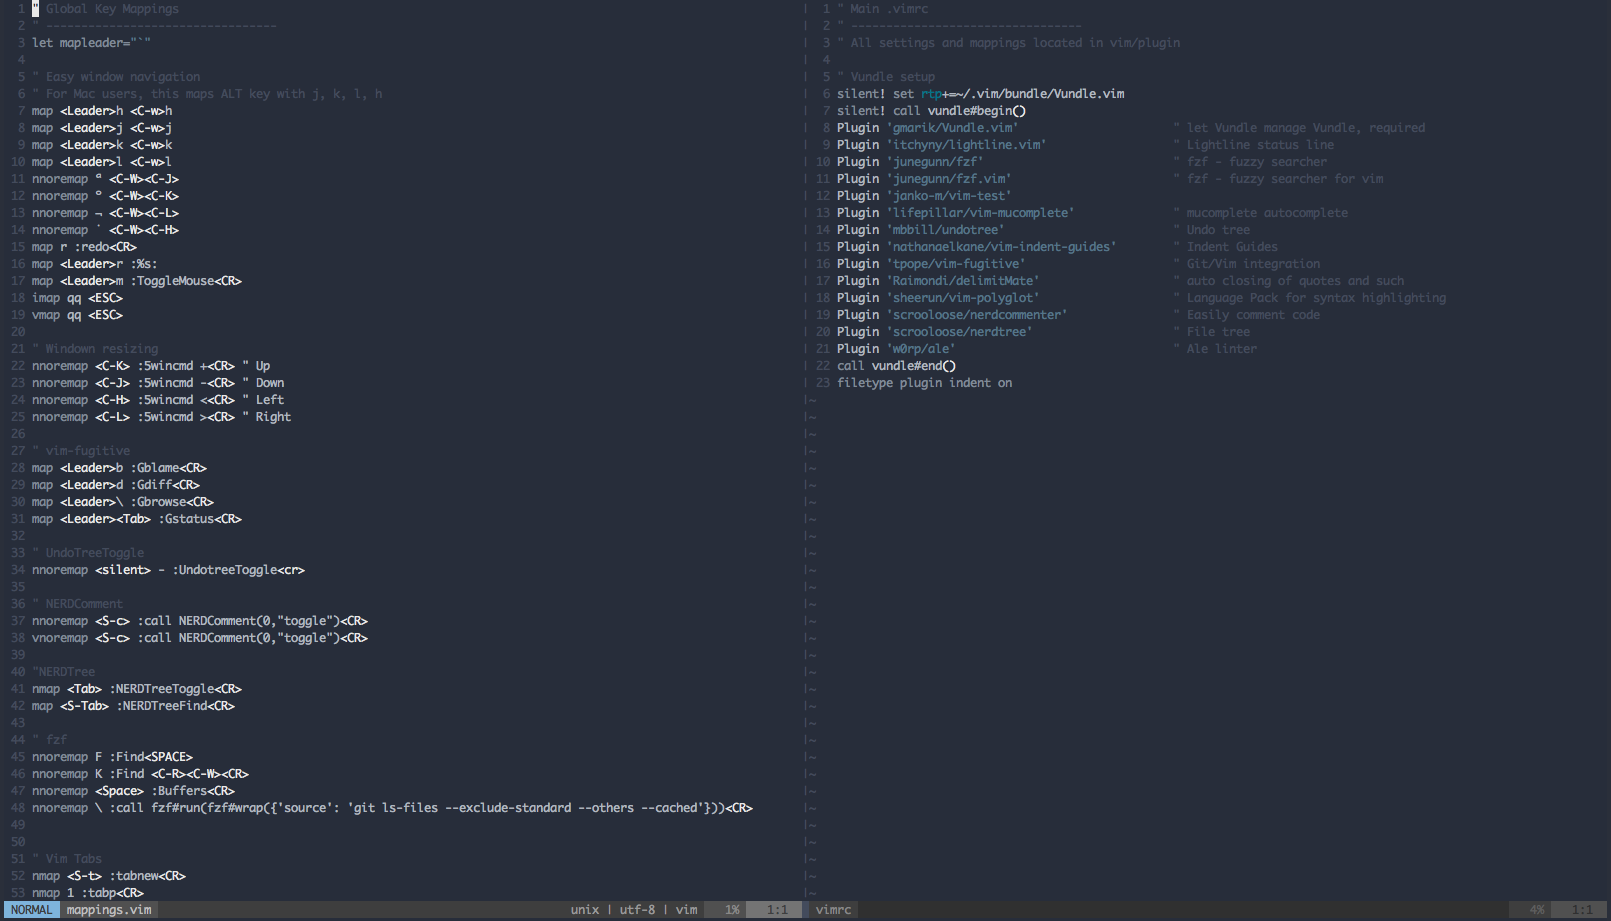 1 " Global Key Mappings
2 " ---------------------------------
3 let mapleader="`"
4
5 " Easy window navigation
6 " For Mac users, this maps ALT key with j, k, l, h
7 map <Leader>h <C-w>h
8 map <Leader>j <C-w>j
9 map <Leader>k <C-w>k
10 map <Leader>l <C-w>l
11 nnoremap <C-W><C-J>
12 nnoremap <C-W><C-K>
13 nnoremap ¬ <C-W><C-L>
14 nnoremap ˙ <C-W><C-H>
15 map r :redo<CR>
16 map <Leader>r :%s:
17 map <Leader>m :ToggleMouse<CR>
18 imap qq <ESC>
19 vmap qq <ESC>
20
21 " Windown resizing
22 nnoremap <C-K> :5wincmd +<CR> " Up
23 nnoremap <C-J> :5wincmd -<CR> " Down
24 nnoremap <C-H> :5wincmd <<CR> " Left
25 nnoremap <C-L> :5wincmd ><CR> " Right
26
27 " vim-fugitive
28 map <Leader>b :Gblame<CR>
29 map <Leader>d :Gdiff<CR>
30 map <Leader>\ :Gbrowse<CR>
31 map <Leader><Tab> :Gstatus<CR>
32
33 " UndoTreeToggle
34 nnoremap <silent> - :UndotreeToggle<cr>
35
36 " NERDComment
37 nnoremap <S-c> :call NERDComment(0,"toggle")<CR>
38 vnoremap <S-c> :call NERDComment(0,"toggle")<CR>
39
40 "NERDTree
41 nmap <Tab> :NERDTreeToggle<CR>
42 map <S-Tab> :NERDTreeFind<CR>
43
44 " fzf
45 nnoremap F :Find<SPACE>
46 nnoremap K :Find <C-R><C-W><CR>
47 nnoremap <Space> :Buffers<CR>
48 nnoremap \ :call fzf#run(fzf#wrap({'source': 'git ls-files --exclude-standard --others --cached'}))<CR>
49
50
51 " Vim Tabs
52 nmap <S-t> :tabnew<CR>
53 nmap 1 :tabp<CR>
NORMAL mappings.vim unix | utf-8 | vim 1% 1:1
1 " Main .vimrc
2 " ---------------------------------
3 " All settings and mappings located in vim/plugin
4
5 " Vundle setup
6 silent! set rtp+=~/.vim/bundle/Vundle.vim
7 silent! call vundle#begin()
8 Plugin 'gmarik/Vundle.vim' " let Vundle manage Vundle, required
9 Plugin 'itchyny/lightline.vim' " Lightline status line
10 Plugin 'junegunn/fzf' " fzf - fuzzy searcher
11 Plugin 'junegunn/fzf.vim' " fzf - fuzzy searcher for vim
12 Plugin 'janko-m/vim-test'
13 Plugin 'lifepillar/vim-mucomplete' " mucomplete autocomplete
14 Plugin 'mbbill/undotree' " Undo tree
15 Plugin 'nathanaelkane/vim-indent-guides' " Indent Guides
16 Plugin 'tpope/vim-fugitive' " Git/Vim integration
17 Plugin 'Raimondi/delimitMate' " auto closing of quotes and such
18 Plugin 'sheerun/vim-polyglot' " Language Pack for syntax highlighting
19 Plugin 'scrooloose/nerdcommenter' " Easily comment code
20 Plugin 'scrooloose/nerdtree' " File tree
21 Plugin 'w0rp/ale' " Ale linter
22 call vundle#end()
23 filetype plugin indent on
vimrc 4% 1:1